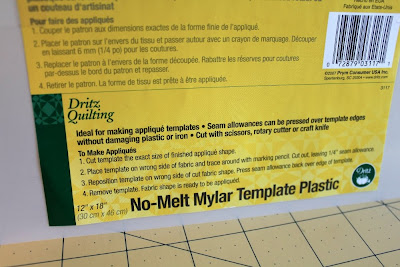 un couteau d'artisinat
Pour faire des appliqués
1. Couper le patron aux dimensions exactes de la forme finie de l'appliqué.
2. Placer le patron sur l'envers du tissu et passer autour avec un crayon de marquage. Découper
en laissant 6 mm (1/4 po) pour les coutures.
3. Replacer le patron à l'envers de la forme découpée. Rabattre les réserves pour coutures
par-dessus le bord du patron et repasser.
4. Retirer le patron. La forme de tissu est prête à être appliquée.
Fabriqué aux États-Unis
72879 03117
©2007 Prym Consumer USA Inc.
Spartanburg, SC 29304 • www.dritz.com
3117
Dritz
Quilting
Ideal for making appliqué templates • Seam allowances can be pressed over template edges
without damaging plastic or iron • Cut with scissors, rotary cutter or craft knife
To Make Appliqués
1. Cut template the exact size of finished appliqué shape.
2. Place template on wrong side of fabric and trace around with marking pencil. Cut out, leaving 1/4" seam allowance.
3. Reposition template on wrong side of cut fabric shape. Press seam allowance back over edge of template.
4. Remove template. Fabric shape is ready to be appliquéd.
12" x 18"
(30 cm x 46 cm)
No-Melt Mylar Template Plastic
Dritz